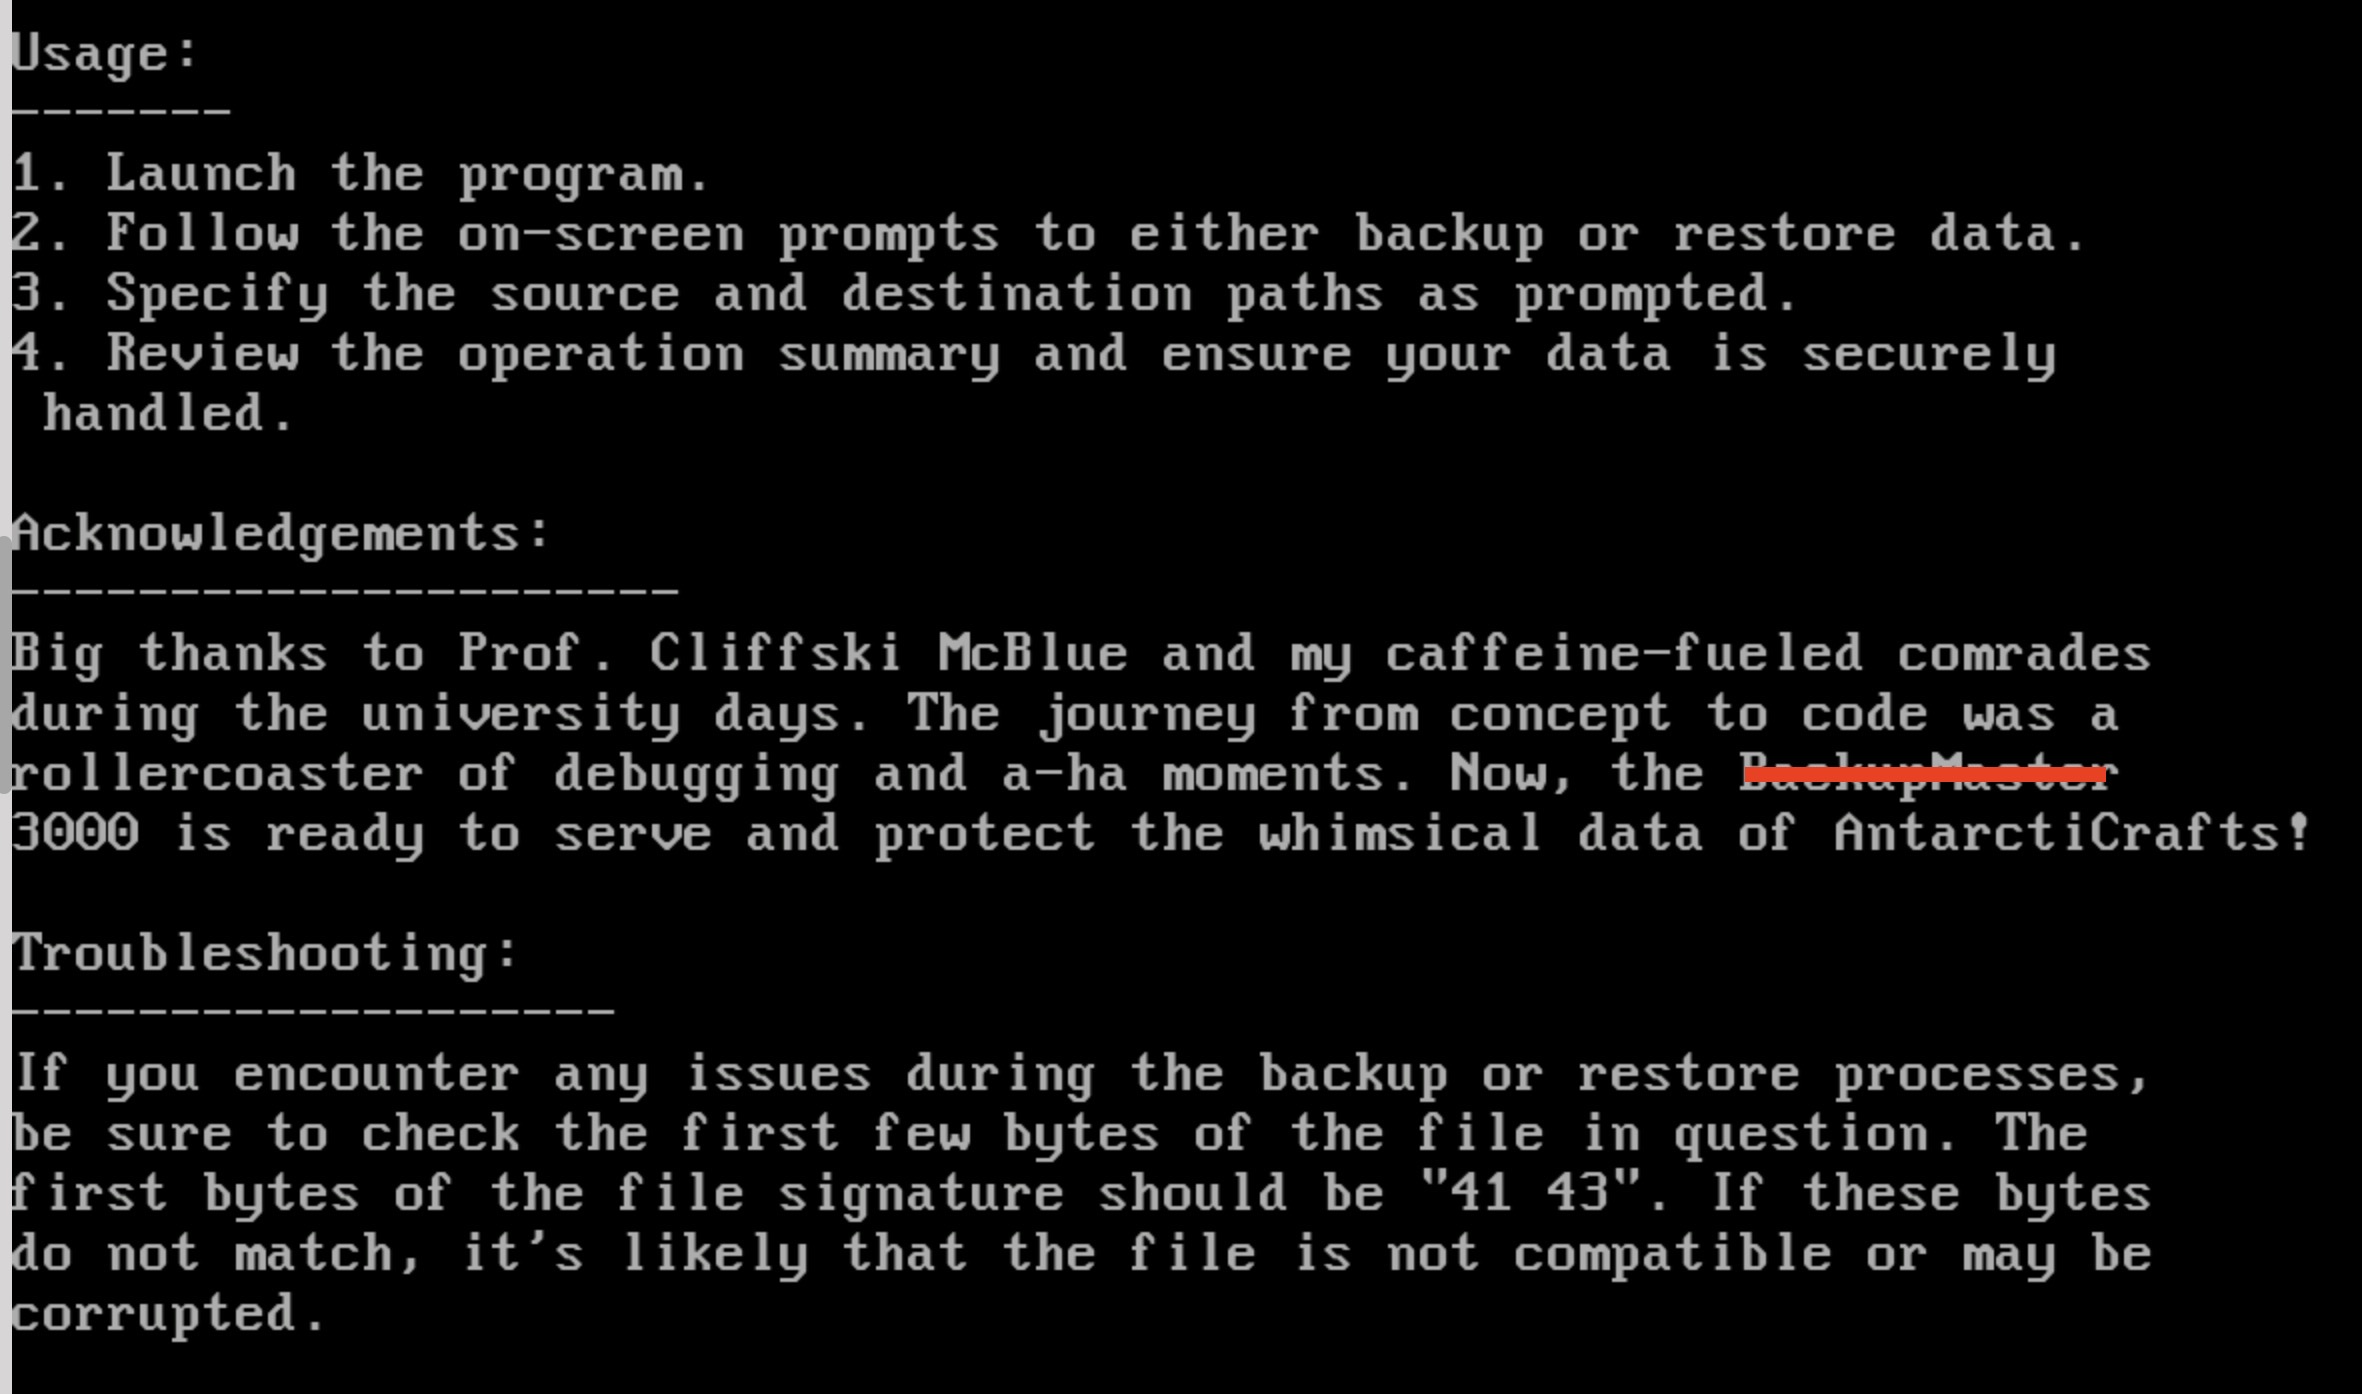 Usage:
-------
1. Launch the program.
2. Follow the on-screen prompts to either backup or restore data.
3. Specify the source and destination paths as prompted.
4. Review the operation summary and ensure your data is securely
handled.
Acknowledgements:
---------------------
Big thanks to Prof. Cliffski McBlue and my caffeine-fueled comrades
during the university days. The journey from concept to code was a
rollercoaster of debugging and a-ha moments. Now, the BackupMaster
3000 is ready to serve and protect the whimsical data of AntarctiCrafts!
Troubleshooting:
-------------------
If you encounter any issues during the backup or restore processes,
be sure to check the first few bytes of the file in question. The
first bytes of the file signature should be "41 43". If these bytes
do not match, it's likely that the file is not compatible or may be
corrupted.